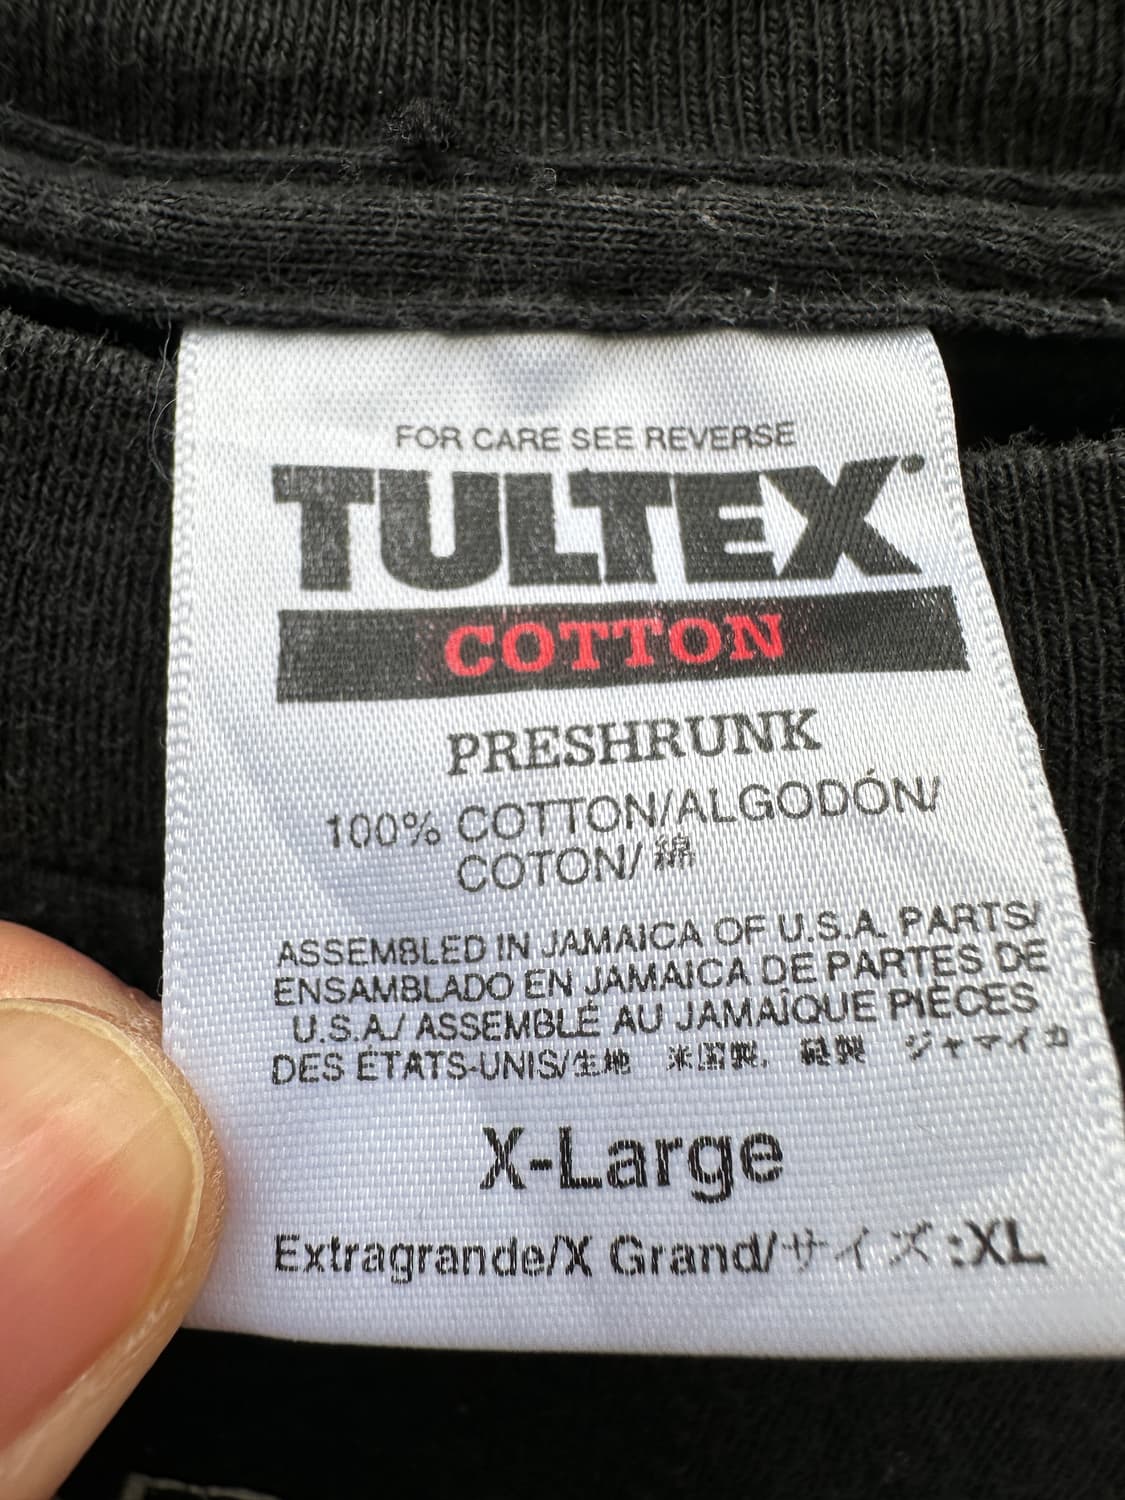 FOR CARE SEE REVERSE
TULTEX
COTTON
PRESHRUNK
100% COTTON/ALGODÓN/
COTON/ 綿
ASSEMBLED IN JAMAICA OF U.S.A. PARTS/
ENSAMBLADO EN JAMAICA DE PARTES DE
U.S.A./ ASSEMBLÉ AU JAMAÏQUE PIÈCES
DES ÉTATS-UNIS/生地 米国製, 縫製 ジャマイカ
X-Large
Extragrande/X Grand/サイズ:XL